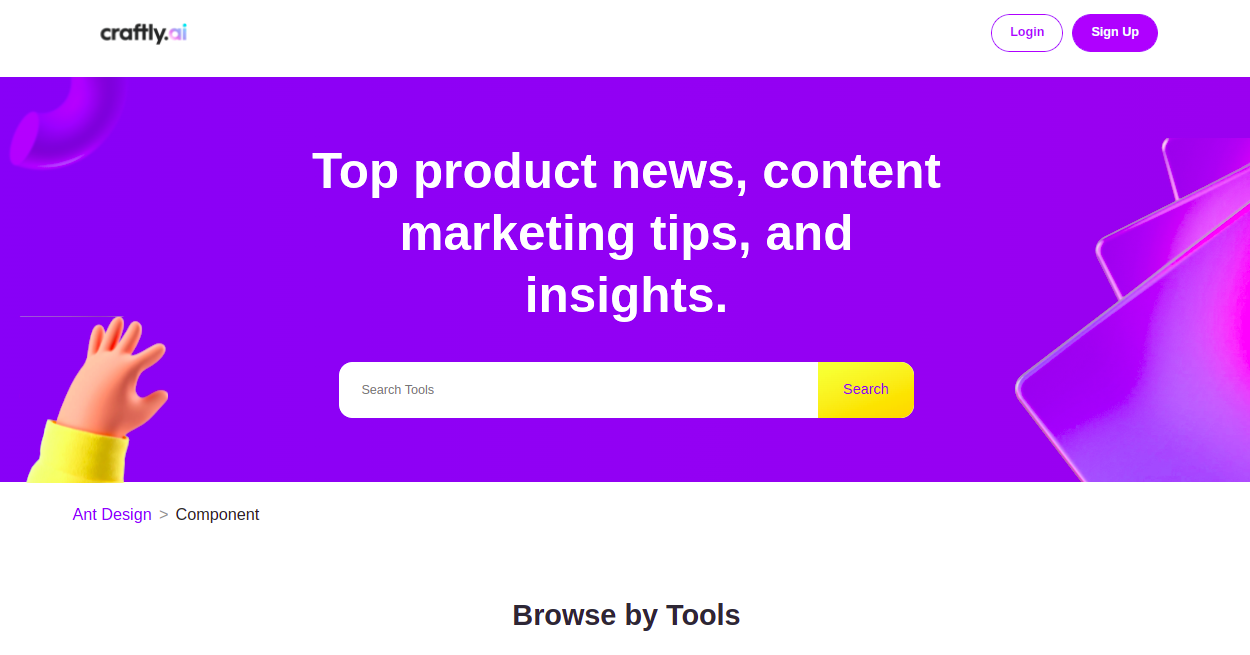 craftly.ai
Login
Sign Up
Top product news, content
marketing tips, and
insights.
Search Tools
Search
Ant Design > Component
Browse by Tools